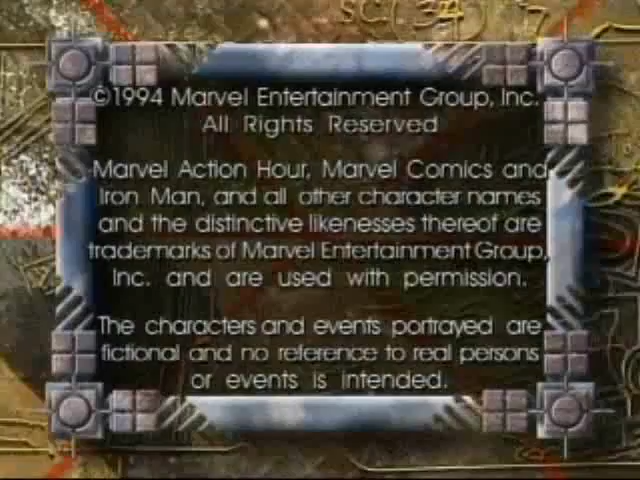 SC(34)
©1994 Marvel Entertainment Group, Inc.
All Rights Reserved
Marvel Action Hour, Marvel Comics and
Iron Man, and all other character names
and the distinctive likenesses thereof are
trademarks of Marvel Entertainment Group,
Inc. and are used with permission.
The characters and events portrayed are
fictional and no reference to real persons
or events is intended.